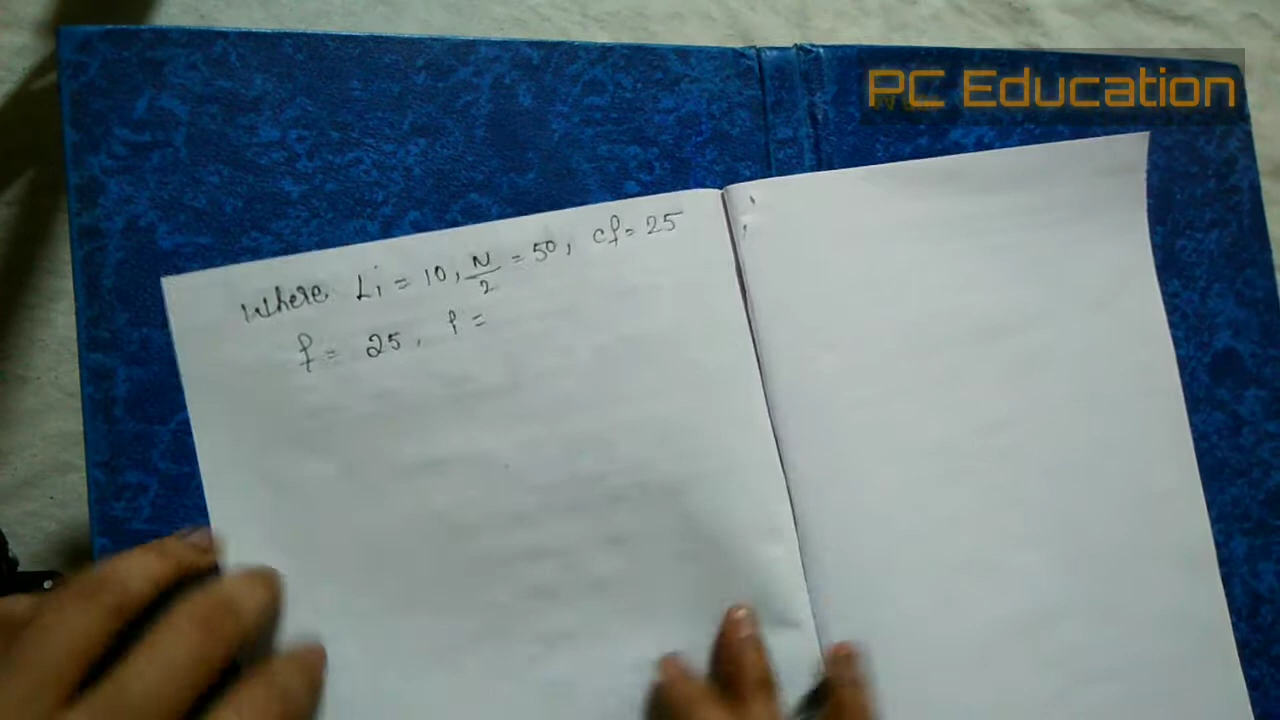 PC Education
Where L₁ = 10, N/2 = 50, cf = 25
f = 25, f =